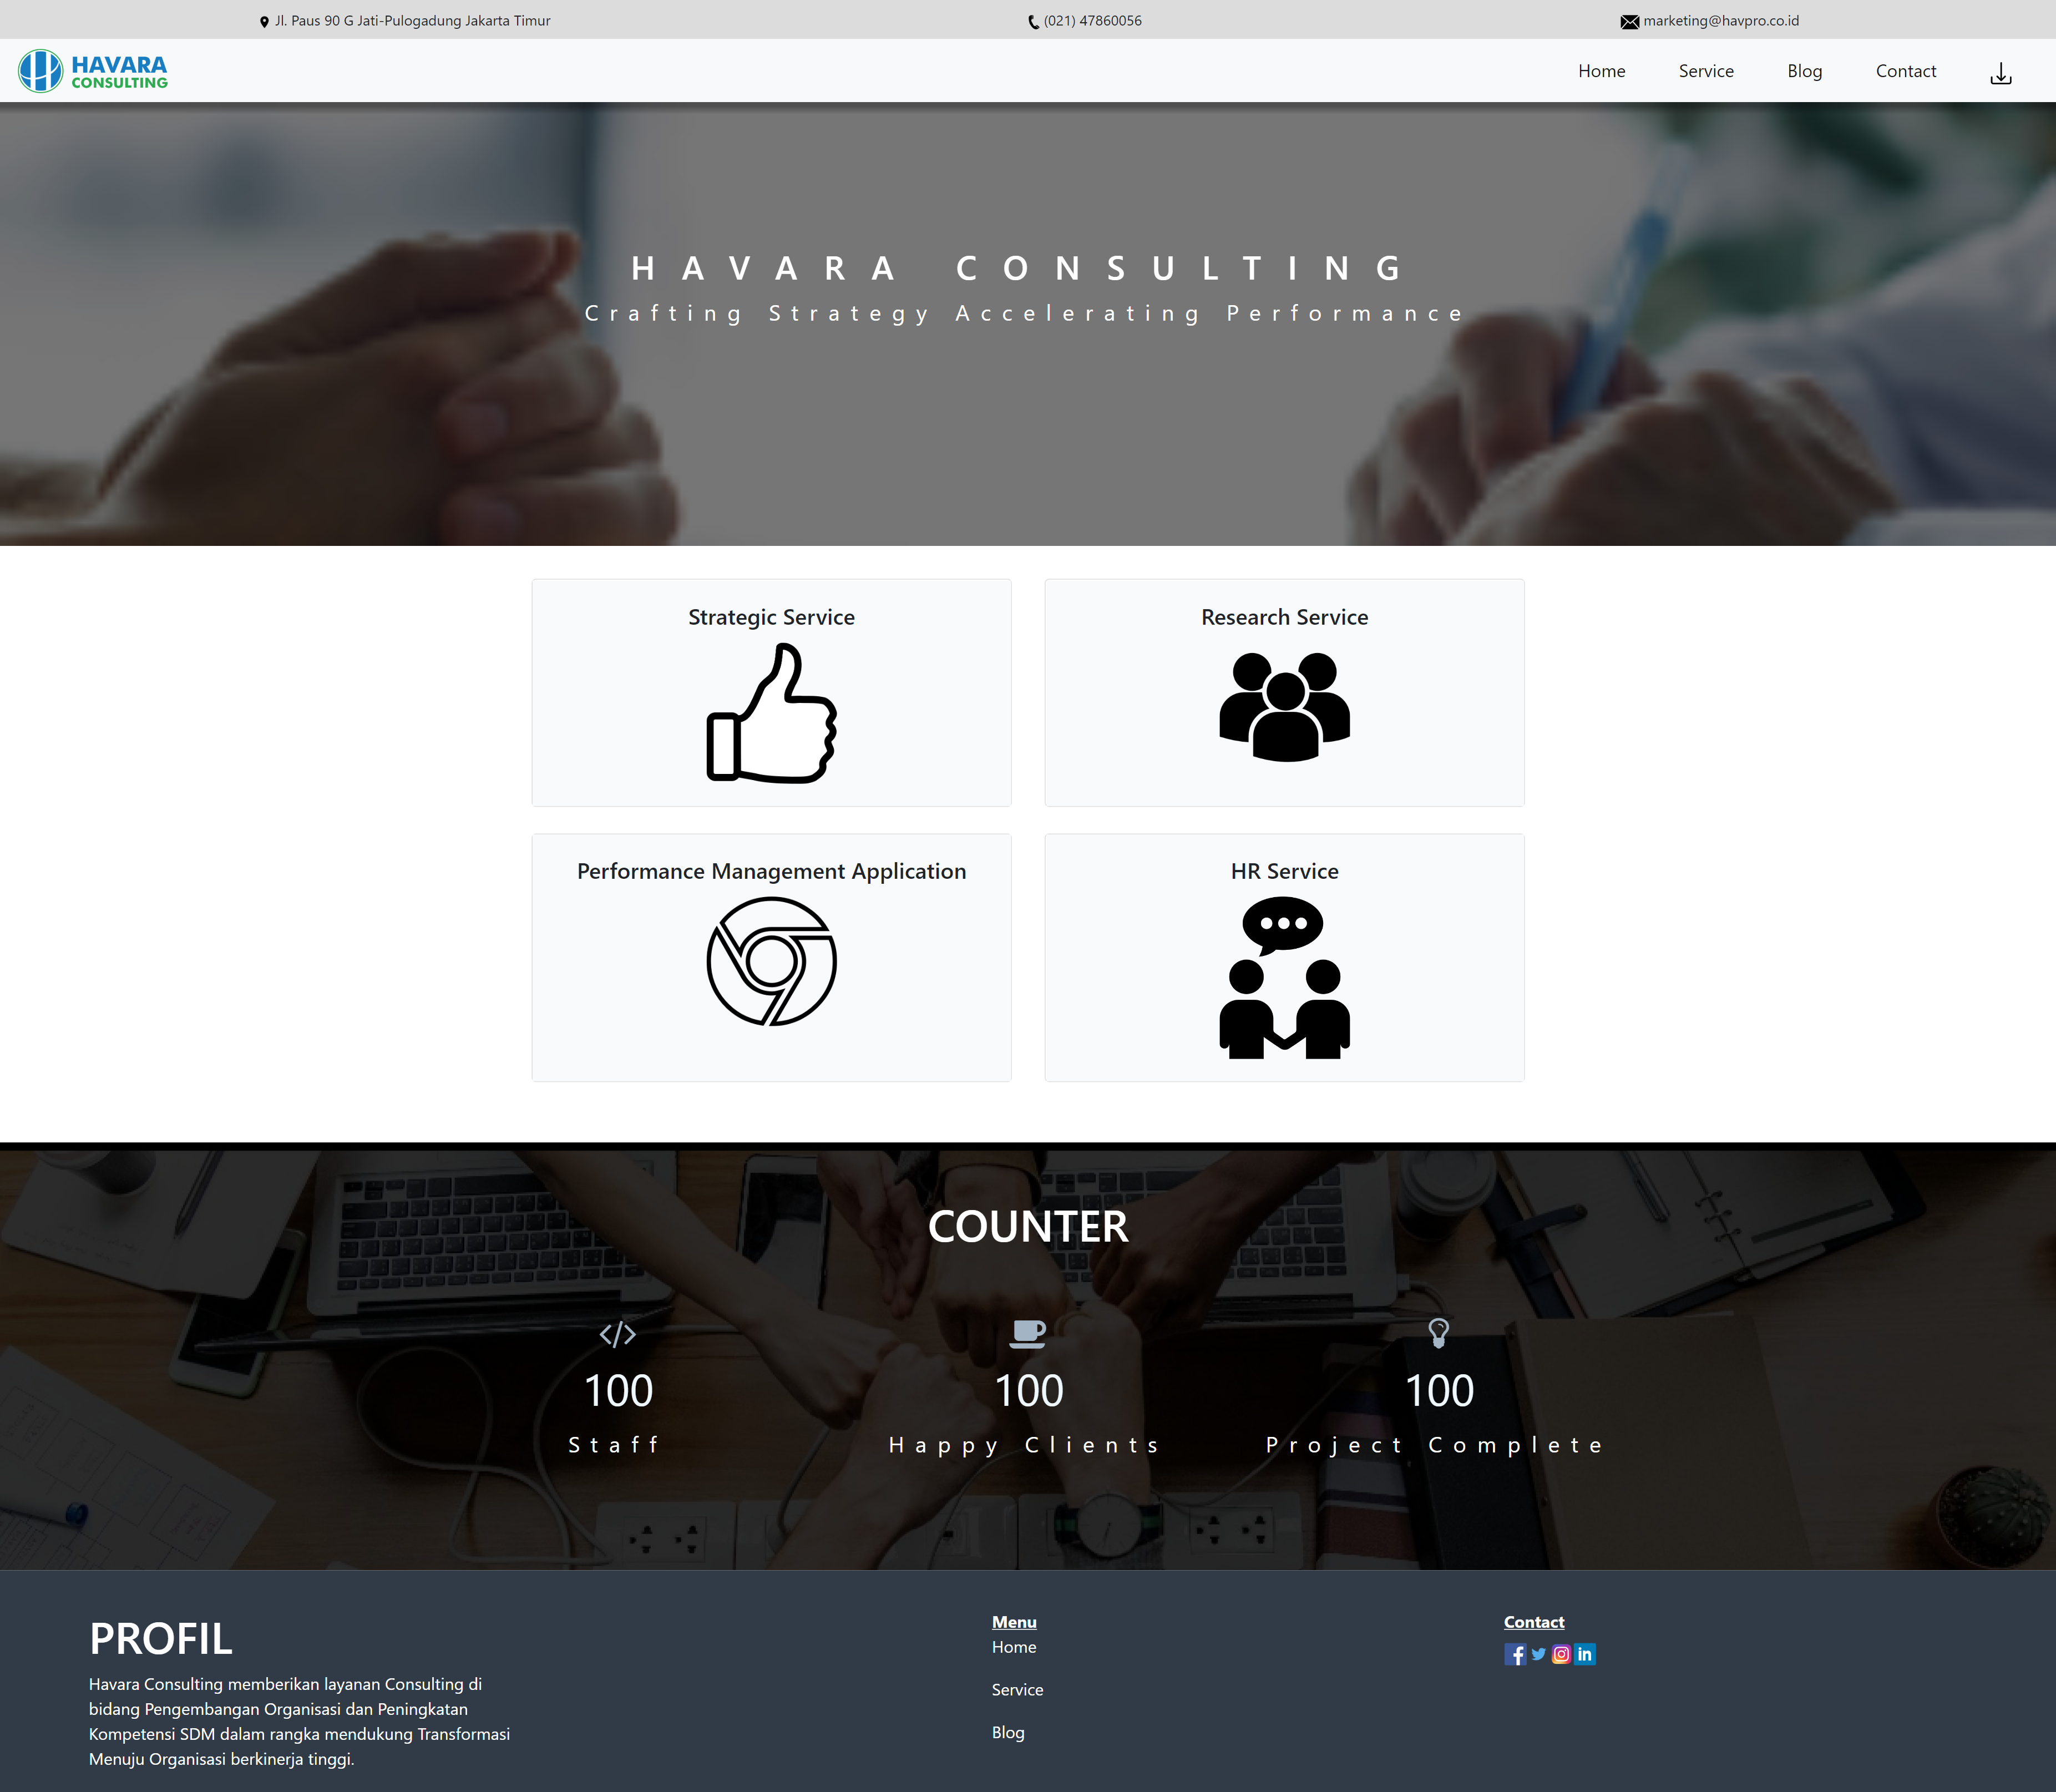 Jl. Paus 90 G Jati-Pulogadung Jakarta Timur
(021) 47860056
marketing@havpro.co.id
HAVARA
CONSULTING
Home
Service
Blog
Contact
HAVARA CONSULTING
Crafting Strategy Accelerating Performance
Strategic Service
Research Service
Performance Management Application
HR Service
COUNTER
100
100
100
Staff
Happy Clients
Project Complete
PROFIL
Havara Consulting memberikan layanan Consulting di
bidang Pengembangan Organisasi dan Peningkatan
Kompetensi SDM dalam rangka mendukung Transformasi
Menuju Organisasi berkinerja tinggi.
Menu
Home
Service
Blog
Contact